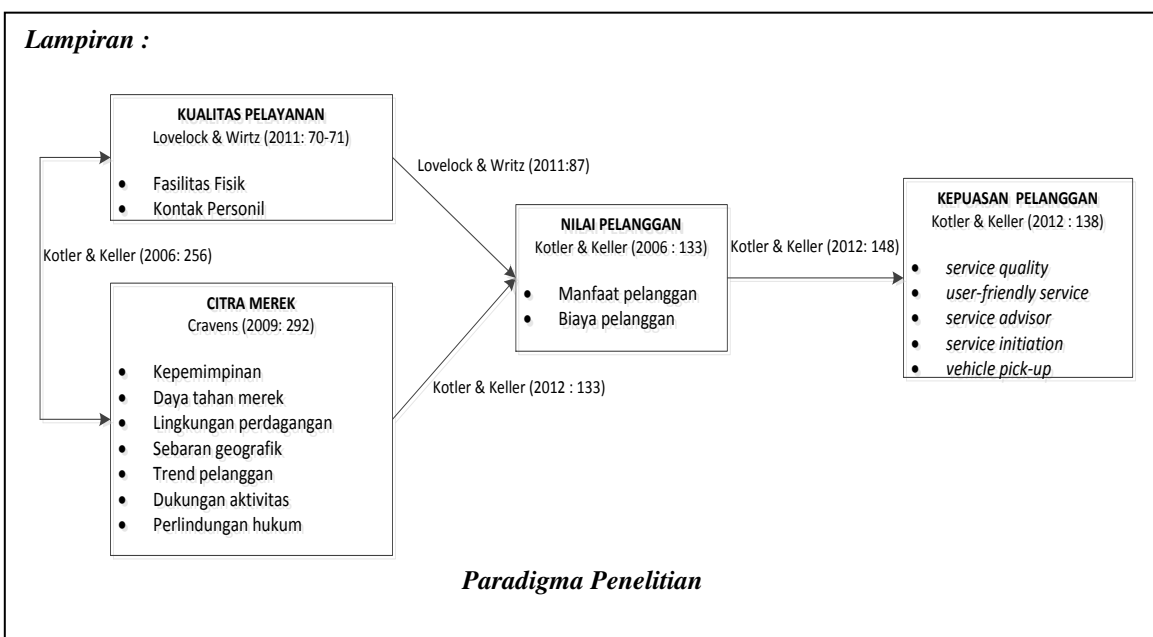 Lampiran :
KUALITAS PELAYANAN
Lovelock & Wirtz (2011: 70-71)
• Fasilitas Fisik
• Kontak Personil
Kotler & Keller (2006: 256)
CITRA MEREK
Cravens (2009: 292)
• Kepemimpinan
• Daya tahan merek
• Lingkungan perdagangan
• Sebaran geografik
• Trend pelanggan
• Dukungan aktivitas
• Perlindungan hukum
Lovelock & Writz (2011:87)
Kotler & Keller (2012 : 133)
NILAI PELANGGAN
Kotler & Keller (2006 : 133)
• Manfaat pelanggan
• Biaya pelanggan
Kotler & Keller (2012: 148)
KEPUASAN PELANGGAN
Kotler & Keller (2012 : 138)
• service quality
• user-friendly service
• service advisor
• service initiation
• vehicle pick-up
Paradigma Penelitian